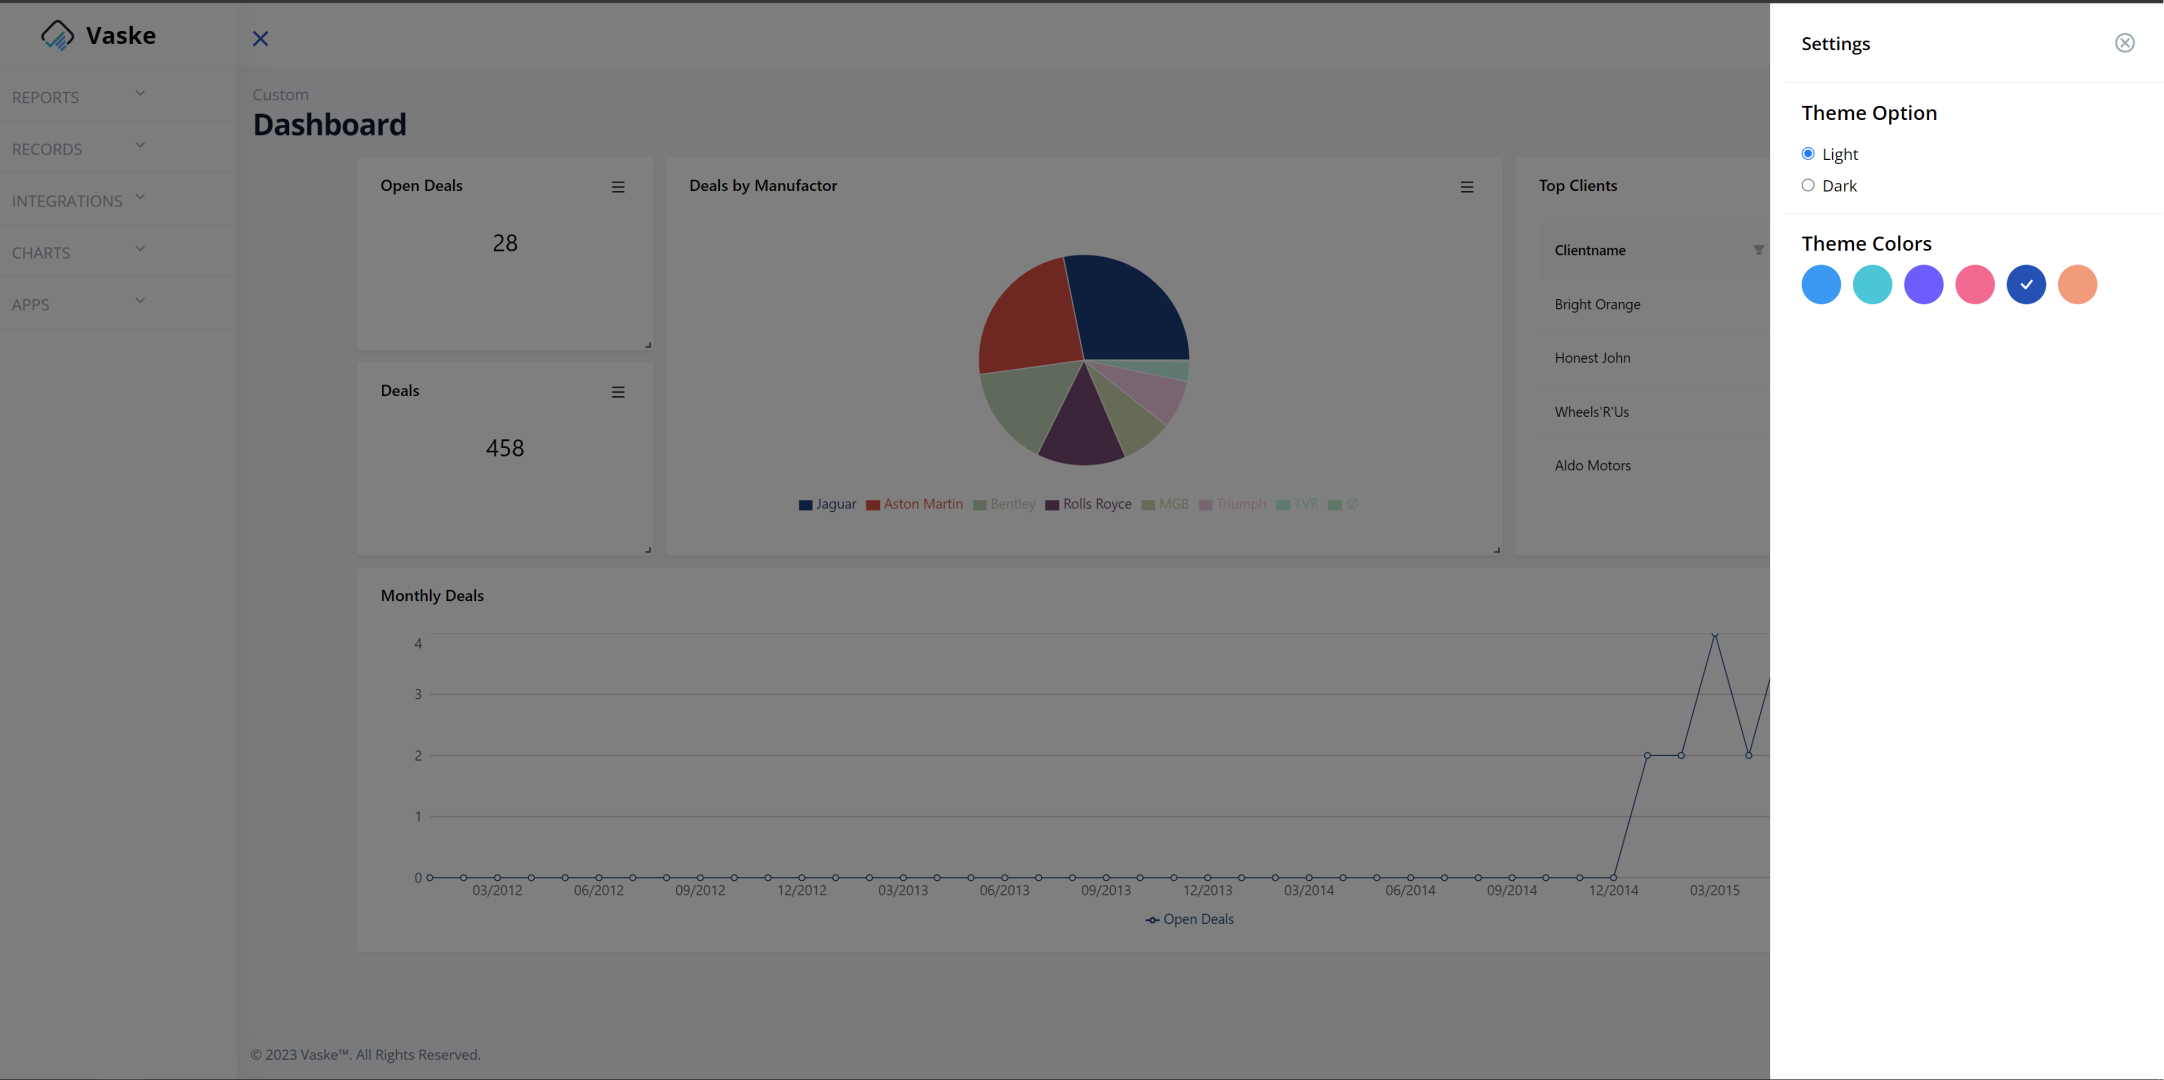 Vaske
REPORTS
RECORDS
INTEGRATIONS
CHARTS
APPS
Custom
Dashboard
Open Deals
28
Deals
458
Deals by Manufactor
Jaguar Aston Martin Bentley Rolls Royce MGB Triumph TVR ∅
Top Clients
Clientname
Bright Orange
Honest John
Wheels'R'Us
Aldo Motors
Monthly Deals
4
3
2
1
0
03/2012 06/2012 09/2012 12/2012 03/2013 06/2013 09/2013 12/2013 03/2014 06/2014 09/2014 12/2014 03/2015
Open Deals
© 2023 Vaske™. All Rights Reserved.
Settings
Theme Option
Light
Dark
Theme Colors